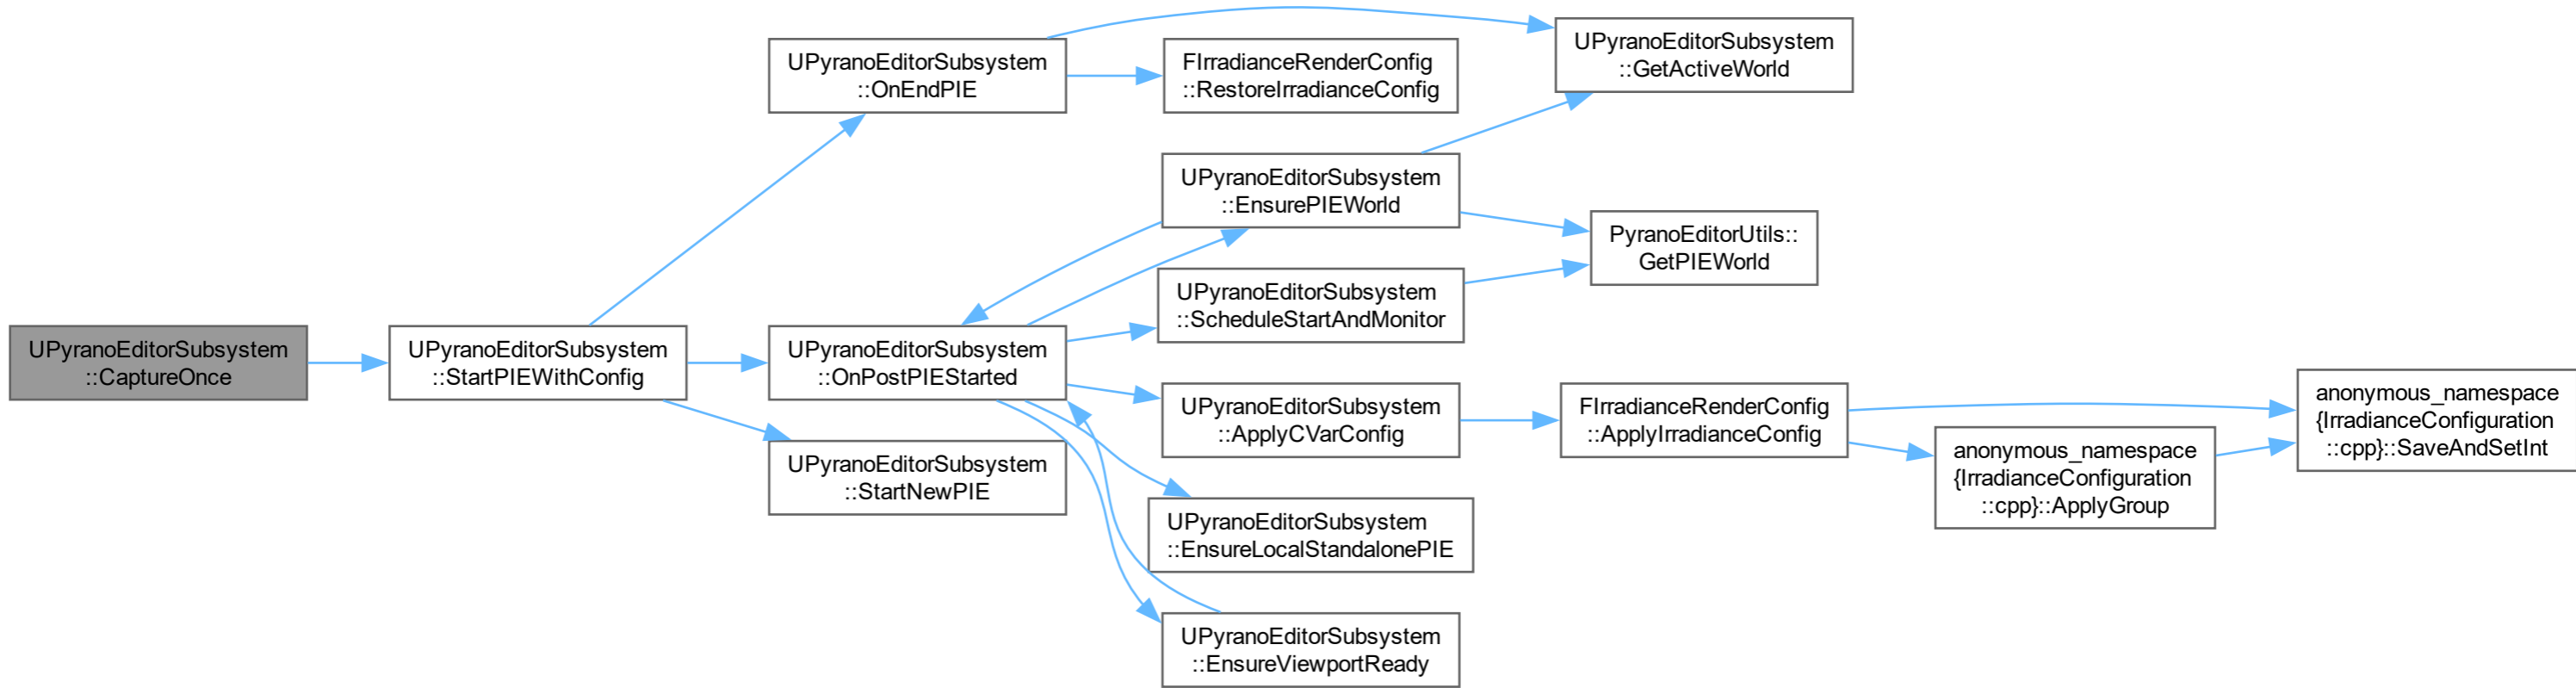 UPyranoEditorSubsystem
::CaptureOnce
UPyranoEditorSubsystem
::StartPIEWithConfig
UPyranoEditorSubsystem
::OnEndPIE
UPyranoEditorSubsystem
::OnPostPIEStarted
UPyranoEditorSubsystem
::StartNewPIE
FIrradianceRenderConfig
::RestoreIrradianceConfig
UPyranoEditorSubsystem
::EnsurePIEWorld
UPyranoEditorSubsystem
::ScheduleStartAndMonitor
UPyranoEditorSubsystem
::ApplyCVarConfig
UPyranoEditorSubsystem
::EnsureLocalStandalonePIE
UPyranoEditorSubsystem
::EnsureViewportReady
UPyranoEditorSubsystem
::GetActiveWorld
PyranoEditorUtils::
GetPIEWorld
FIrradianceRenderConfig
::ApplyIrradianceConfig
anonymous_namespace
{IrradianceConfiguration
::cpp}::ApplyGroup
anonymous_namespace
{IrradianceConfiguration
::cpp}::SaveAndSetInt